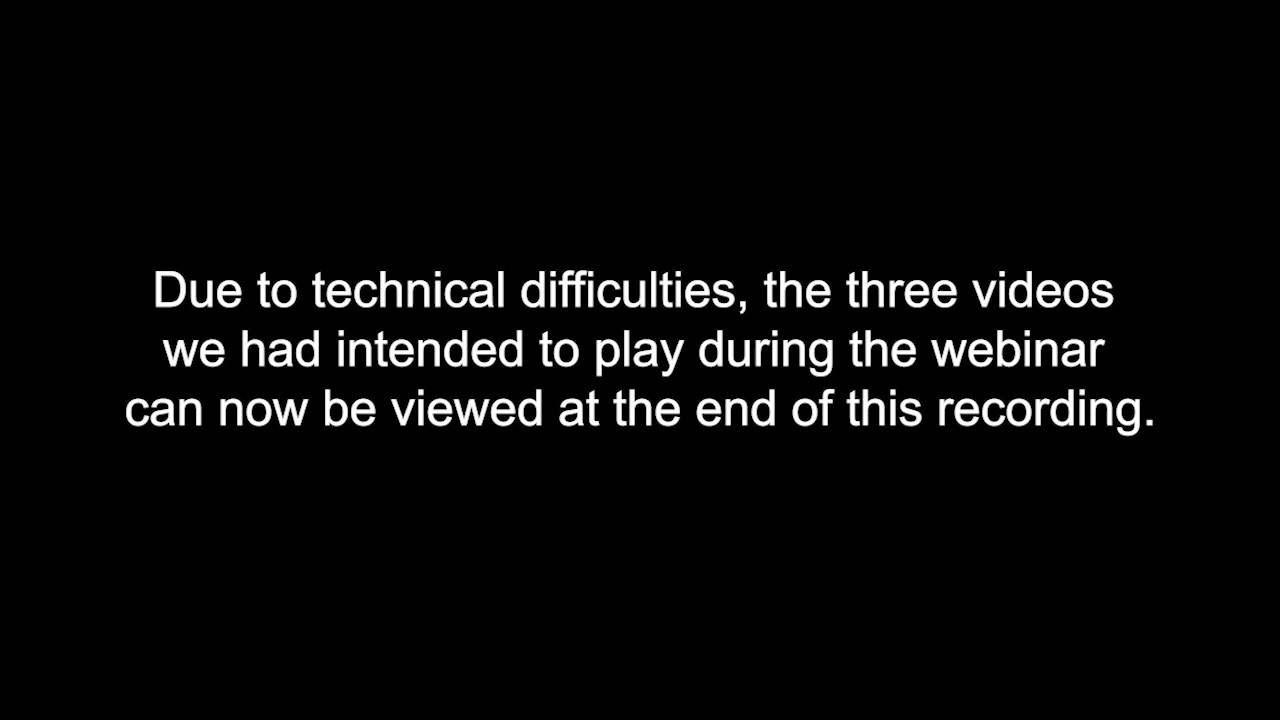 Due to technical difficulties, the three videos
we had intended to play during the webinar
can now be viewed at the end of this recording.